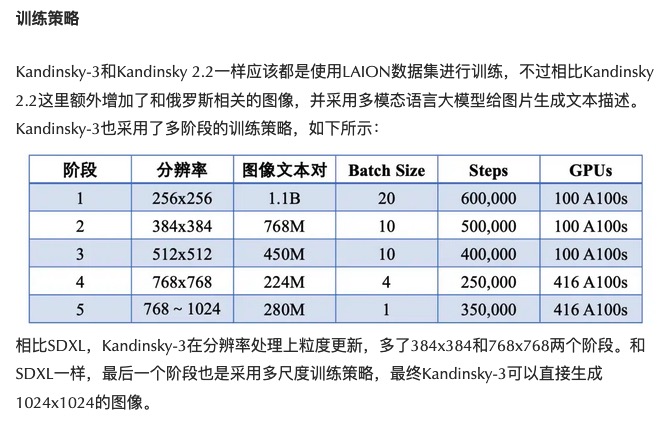 训练策略
Kandinsky-3和Kandinsky 2.2一样应该都是使用LAION数据集进行训练，不过相比Kandinsky
2.2这里额外增加了和俄罗斯相关的图像，并采用多模态语言大模型给图片生成文本描述。
Kandinsky-3也采用了多阶段的训练策略，如下所示：
阶段 分辨率 图像文本对 Batch Size Steps GPUs
1 256x256 1.1B 20 600,000 100 A100s
2 384x384 768M 10 500,000 100 A100s
3 512x512 450M 10 400,000 100 A100s
4 768x768 224M 4 250,000 416 A100s
5 768 ~ 1024 280M 1 350,000 416 A100s
相比SDXL，Kandinsky-3在分辨率处理上粒度更新，多了384x384和768x768两个阶段。和
SDXL一样，最后一个阶段也是采用多尺度训练策略，最终Kandinsky-3可以直接生成
1024x1024的图像。